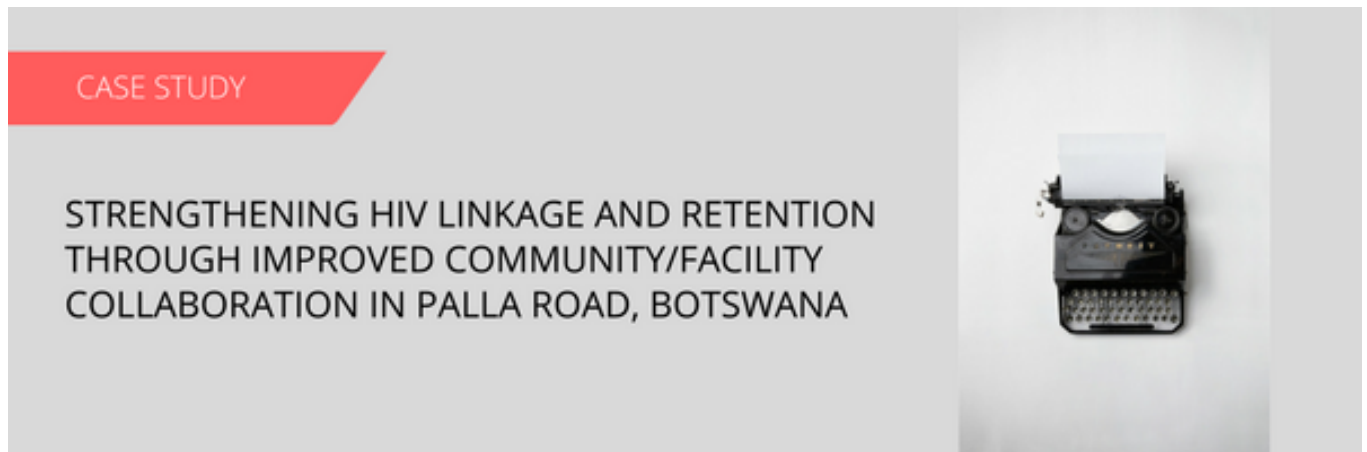 CASE STUDY
STRENGTHENING HIV LINKAGE AND RETENTION
THROUGH IMPROVED COMMUNITY/FACILITY
COLLABORATION IN PALLA ROAD, BOTSWANA